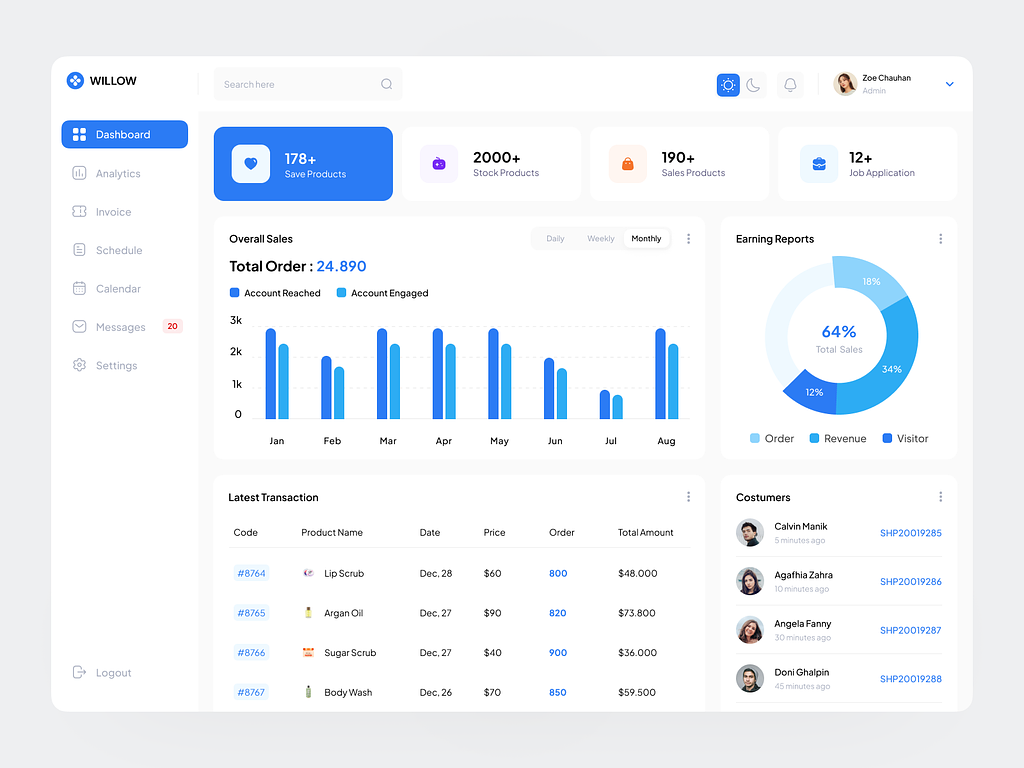 WILLOW
Search here
Zoe Chauhan
Admin
Dashboard
Analytics
Invoice
Schedule
Calendar
Messages 20
Settings
Logout
178+
Save Products
2000+
Stock Products
190+
Sales Products
12+
Job Application
Overall Sales
Daily Weekly Monthly
Total Order : 24.890
Account Reached Account Engaged
3k
2k
1k
0
Jan Feb Mar Apr May Jun Jul Aug
Earning Reports
18%
64%
Total Sales
34%
12%
Order Revenue Visitor
Latest Transaction
Code Product Name Date Price Order Total Amount
#8764 Lip Scrub Dec, 28 $60 800 $48.000
#8765 Argan Oil Dec, 27 $90 820 $73.800
#8766 Sugar Scrub Dec, 27 $40 900 $36.000
#8767 Body Wash Dec, 26 $70 850 $59.500
Costumers
Calvin Manik
5 minutes ago
SHP20019285
Agafhia Zahra
10 minutes ago
SHP20019286
Angela Fanny
30 minutes ago
SHP20019287
Doni Ghalpin
45 minutes ago
SHP20019288